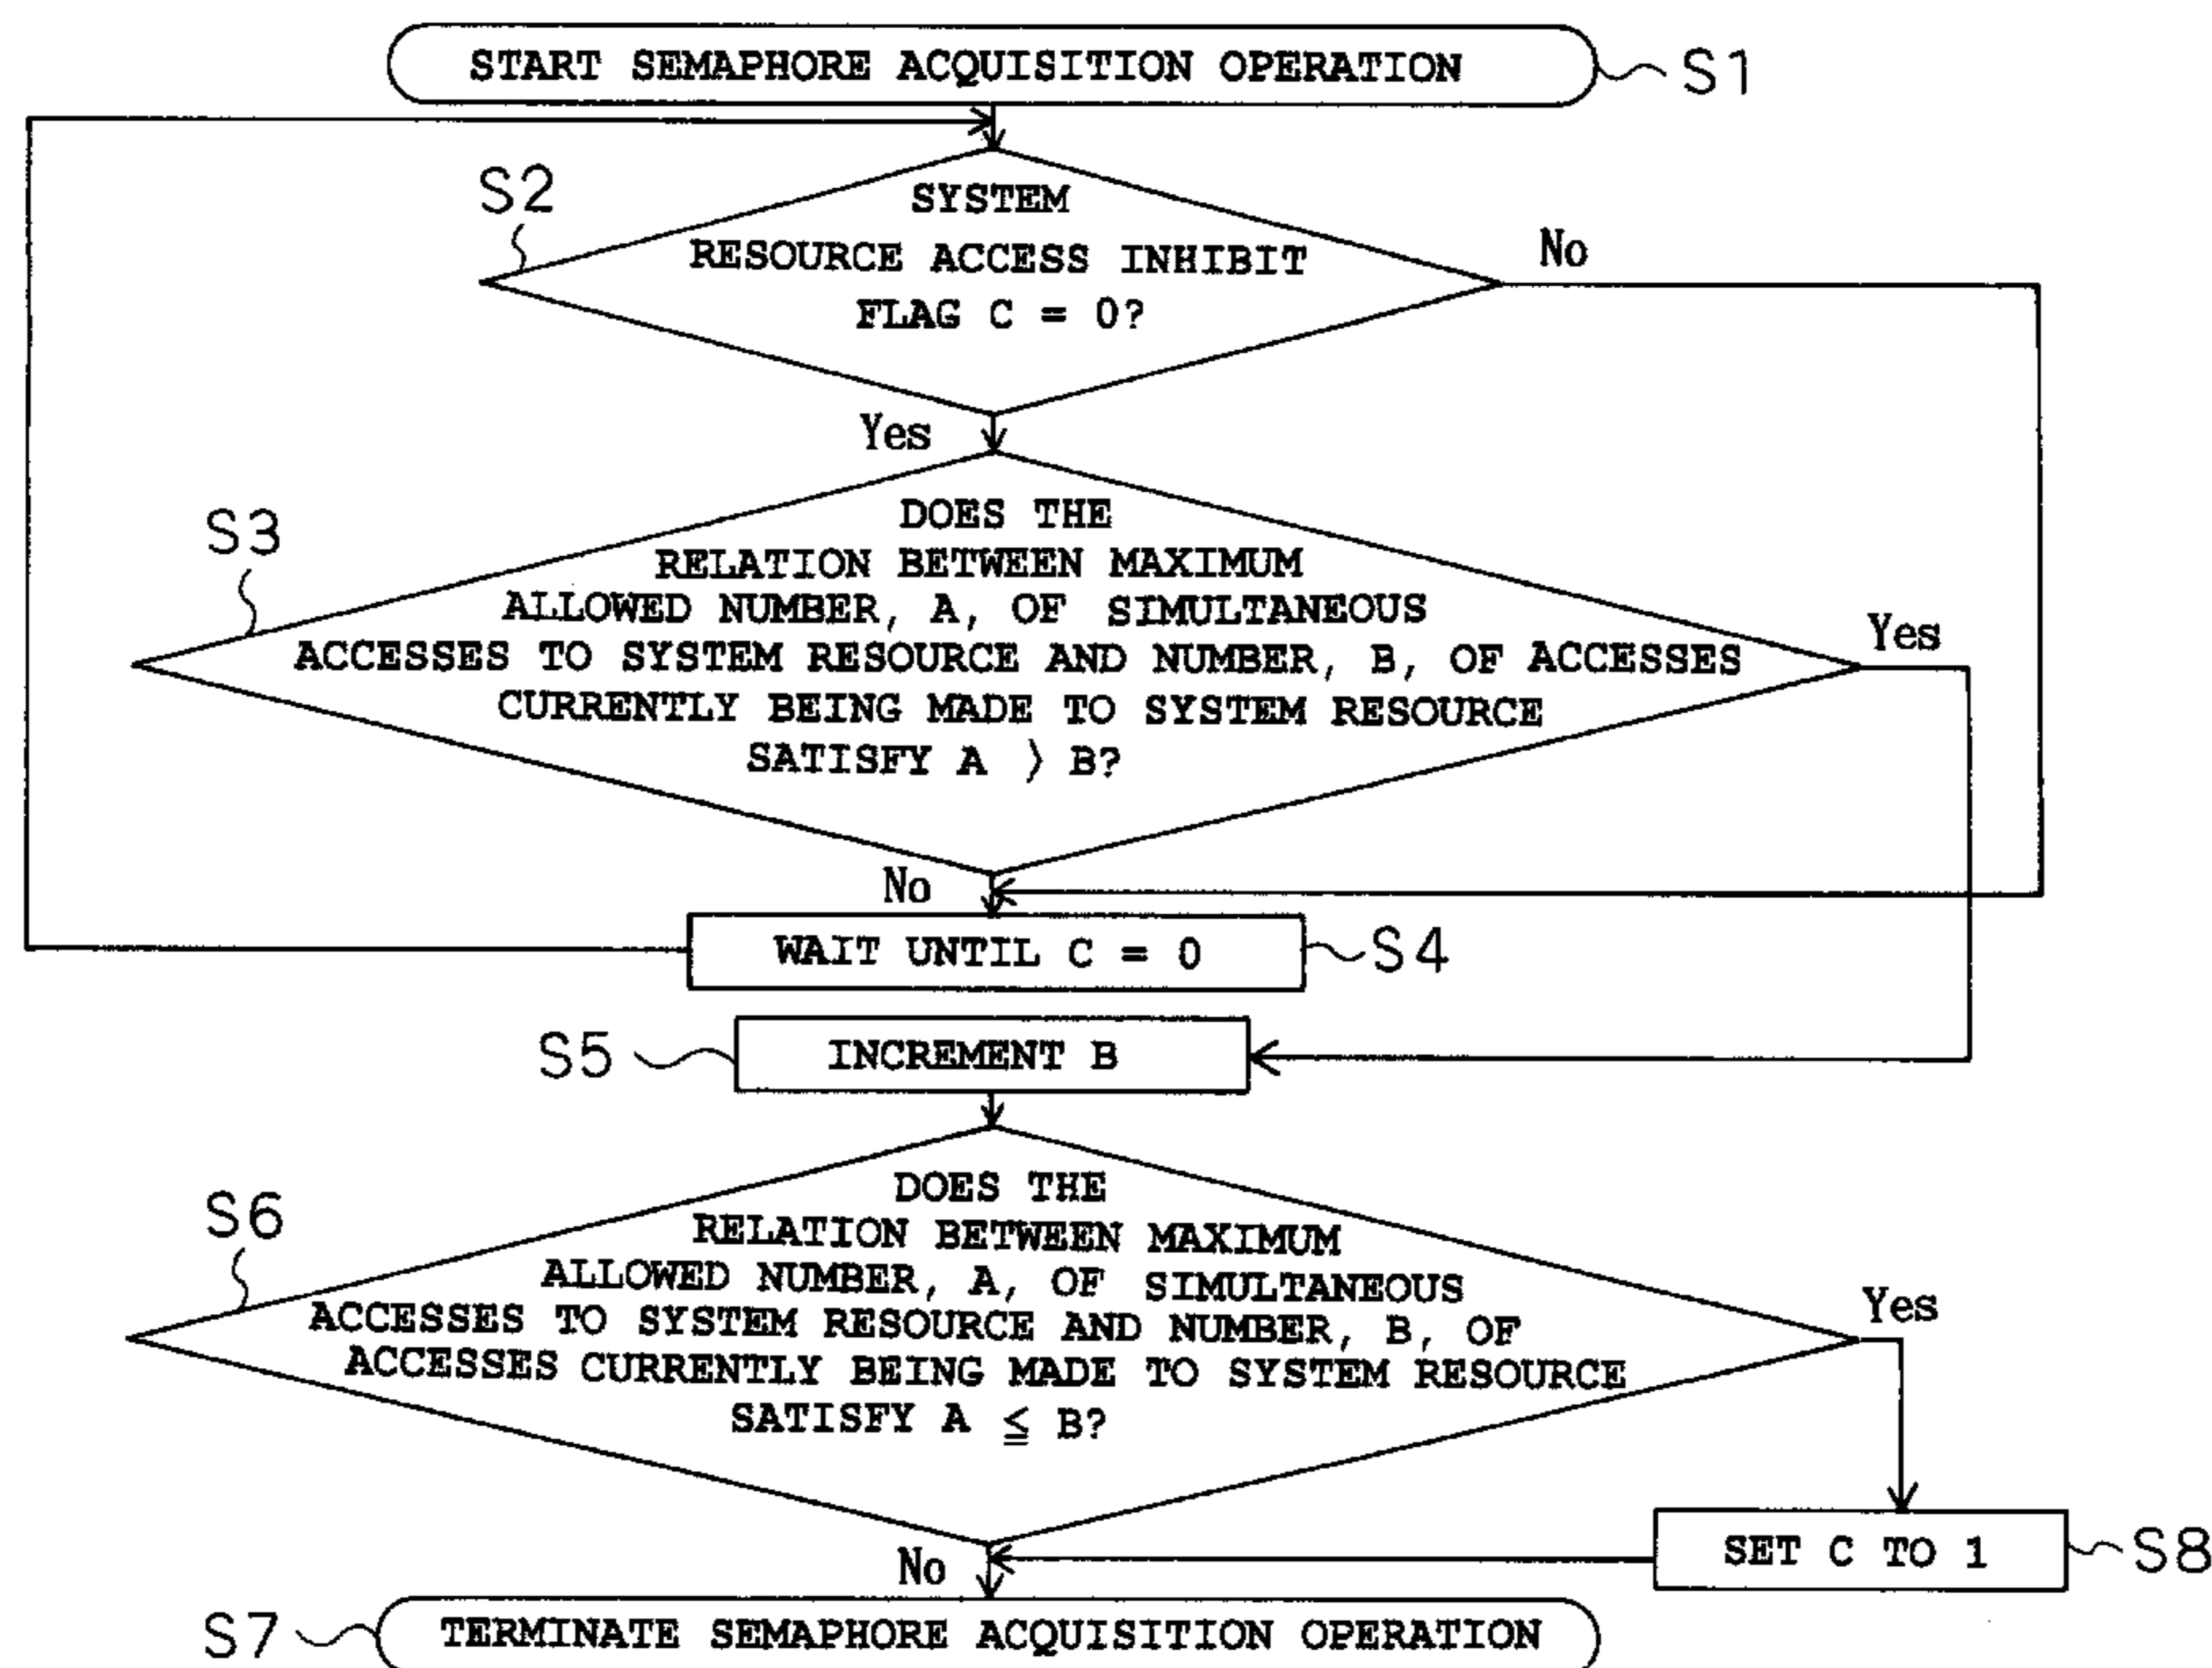 START SEMAPHORE ACQUISITION OPERATION
S1
S2
SYSTEM
RESOURCE ACCESS INHIBIT
FLAG C = 0?
No
Yes
S3
DOES THE
RELATION BETWEEN MAXIMUM
ALLOWED NUMBER, A, OF SIMULTANEOUS
ACCESSES TO SYSTEM RESOURCE AND NUMBER, B, OF ACCESSES
CURRENTLY BEING MADE TO SYSTEM RESOURCE
SATISFY A > B?
Yes
No
WAIT UNTIL C = 0
S4
S5
INCREMENT B
S6
DOES THE
RELATION BETWEEN MAXIMUM
ALLOWED NUMBER, A, OF SIMULTANEOUS
ACCESSES TO SYSTEM RESOURCE AND NUMBER, B, OF
ACCESSES CURRENTLY BEING MADE TO SYSTEM RESOURCE
SATISFY A ≦ B?
Yes
No
SET C TO 1
S8
S7
TERMINATE SEMAPHORE ACQUISITION OPERATION